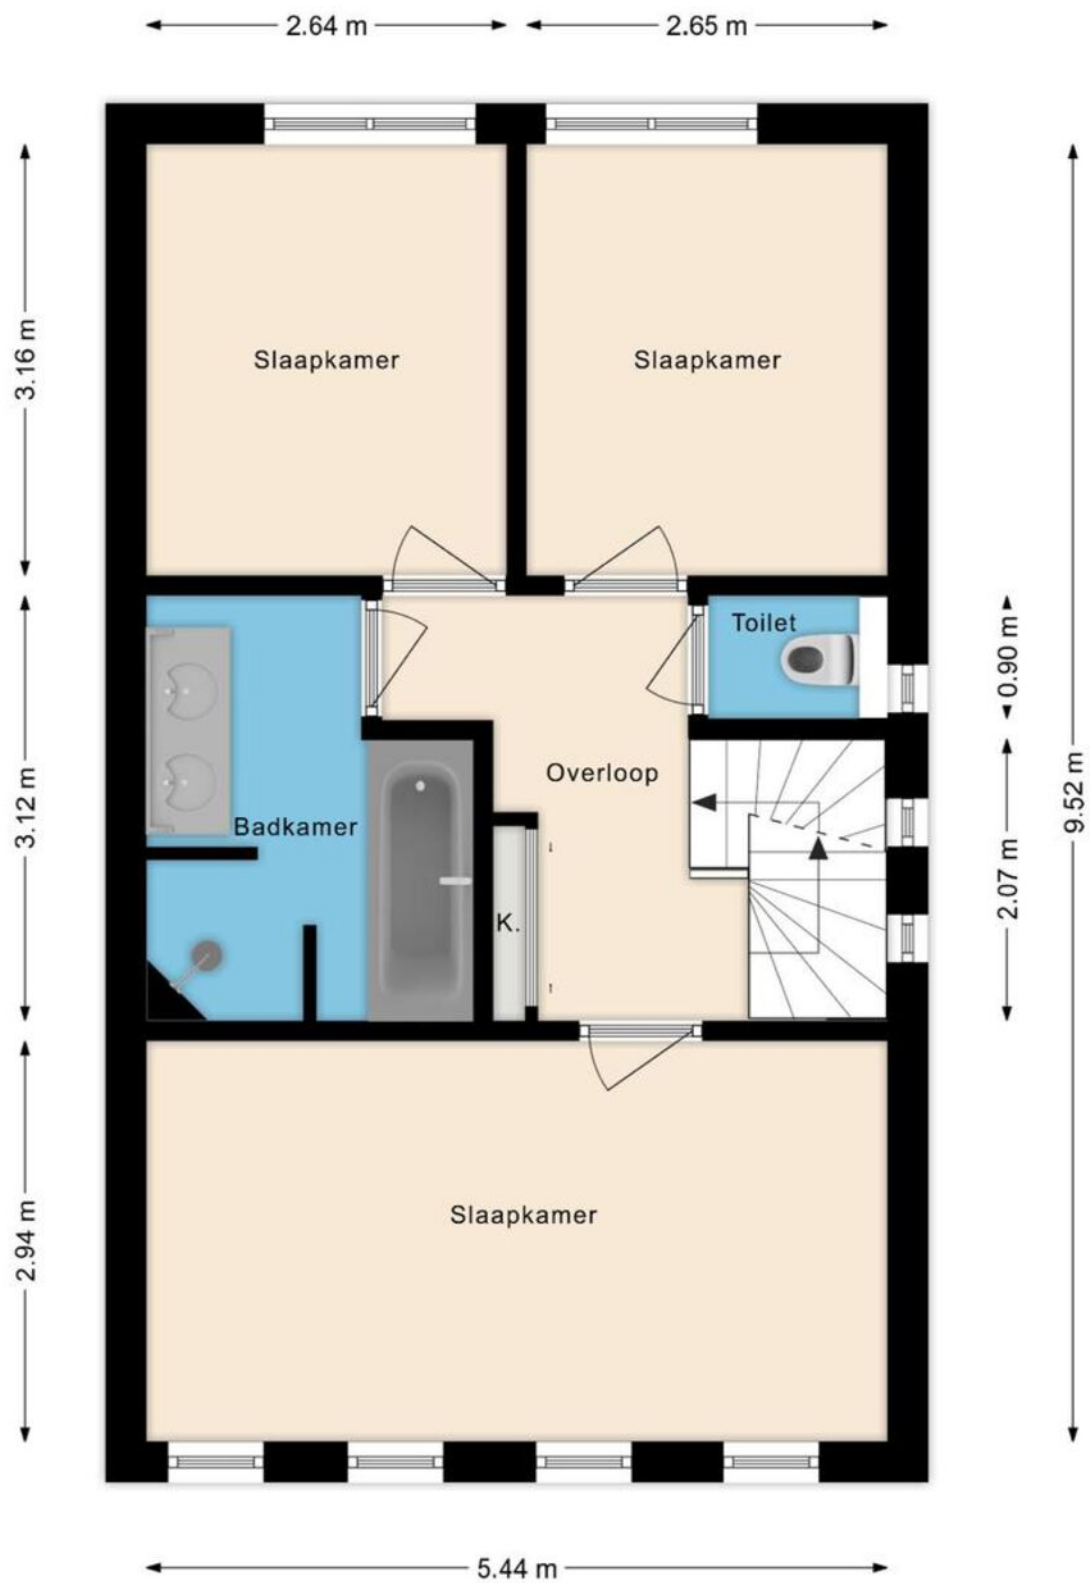 2.64 m
2.65 m
3.16 m
Slaapkamer
Slaapkamer
Toilet
0.90 m
Overloop
9.52 m
3.12 m
Badkamer
2.07 m
K.
2.94 m
Slaapkamer
5.44 m